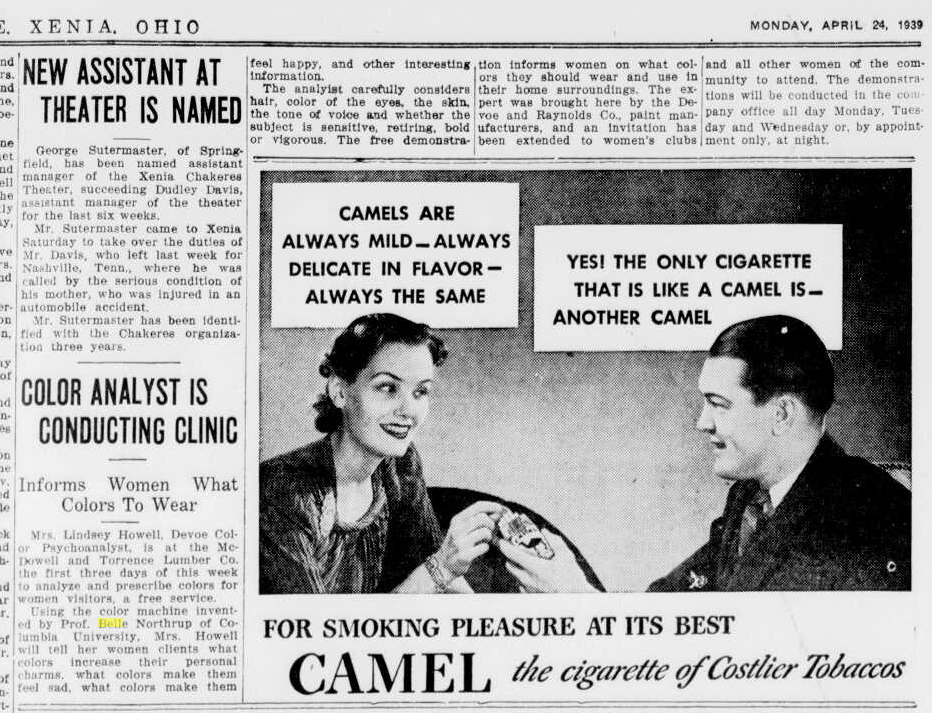 E, XENIA, OHIO
MONDAY, APRIL 24, 1939
NEW ASSISTANT AT
THEATER IS NAMED
George Sutermaster, of Spring-
field, has been named assistant
manager of the Xenia Chakeres
Theater, succeeding Dudley Davis,
assistant manager of the theater
for the last six weeks.
Mr. Sutermaster came to Xenia
Saturday to take over the duties of
Mr. Davis, who left last week for
Nashville, Tenn., where he was
called by the serious condition of
his mother, who was injured in an
automobile accident.
Mr. Sutermaster has been identi-
fied with the Chakeres organiza-
tion three years.
COLOR ANALYST IS
CONDUCTING CLINIC
Informs Women What
Colors To Wear
Mrs. Lindsey Howell, Devoe Col-
or Psychoanalyst, is at the Mc-
Dowell and Torrence Lumber Co.
the first three days of this week
to analyze and prescribe colors for
women visitors, a free service.
Using the color machine invent-
ed by Prof. Belle Northrup of Co-
lumbia University, Mrs. Howell
will tell her women clients what
colors increase their personal
charms, what colors make them
feel sad, what colors make them
feel happy, and other interesting
information.
The analyist carefully considers
hair, color of the eyes, the skin,
the tone of voice and whether the
subject is sensitive, retiring, bold
or vigorous. The free demonstra-
tion informs women on what col-
ors they should wear and use in
their home surroundings. The ex-
pert was brought here by the De-
voe and Raynolds Co., paint man-
ufacturers, and an invitation has
been extended to women's clubs
and all other women of the com-
munity to attend. The demonstra-
tions will be conducted in the com-
pany office all day Monday, Tues-
day and Wednesday or, by appoint-
ment only, at night.
CAMELS ARE
ALWAYS MILD—ALWAYS
DELICATE IN FLAVOR—
ALWAYS THE SAME
YES! THE ONLY CIGARETTE
THAT IS LIKE A CAMEL IS—
ANOTHER CAMEL
FOR SMOKING PLEASURE AT ITS BEST
CAMEL the cigarette of Costlier Tobaccos